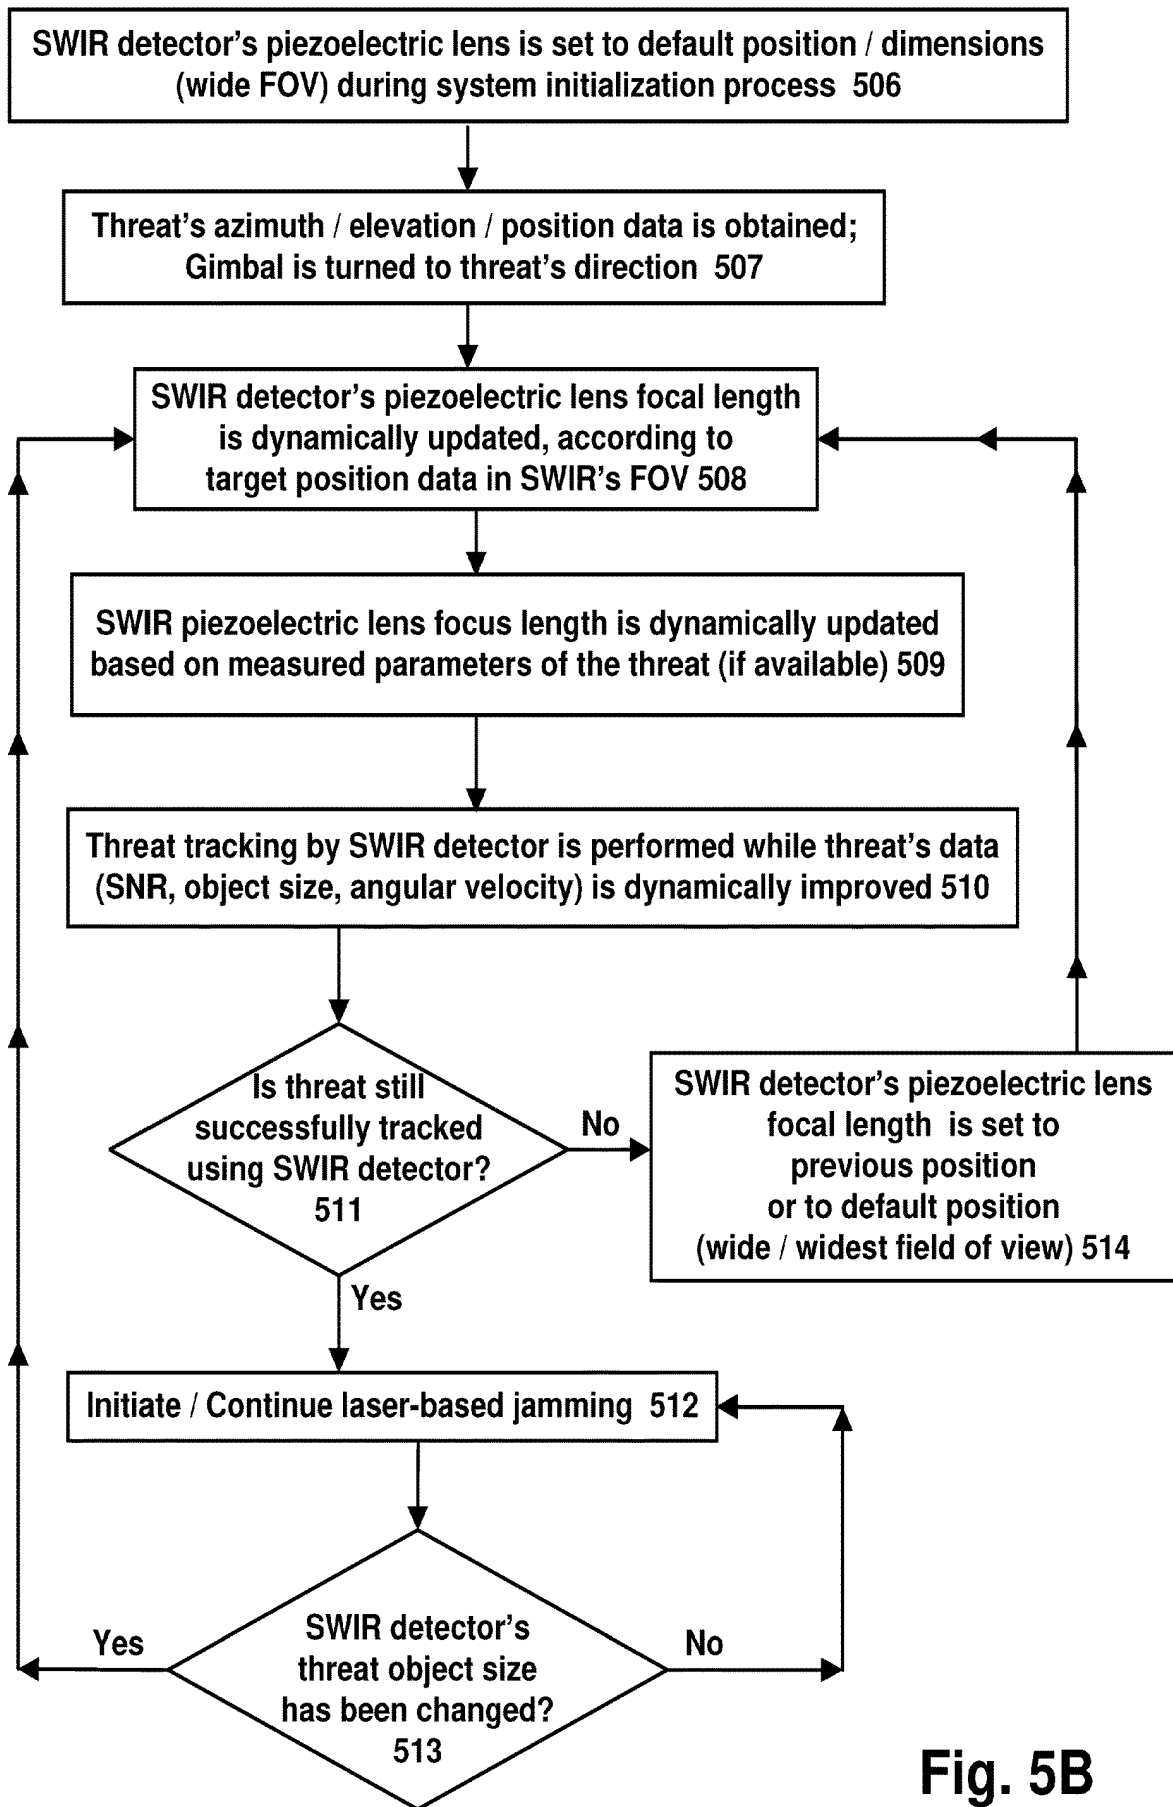 SWIR detector's piezoelectric lens is set to default position / dimensions
(wide FOV) during system initialization process 506
Threat's azimuth / elevation / position data is obtained;
Gimbal is turned to threat's direction 507
SWIR detector's piezoelectric lens focal length
is dynamically updated, according to
target position data in SWIR's FOV 508
SWIR piezoelectric lens focus length is dynamically updated
based on measured parameters of the threat (if available) 509
Threat tracking by SWIR detector is performed while threat's data
(SNR, object size, angular velocity) is dynamically improved 510
Is threat still
successfully tracked
using SWIR detector?
511
No
SWIR detector's piezoelectric lens
focal length is set to
previous position
or to default position
(wide / widest field of view) 514
Yes
Initiate / Continue laser-based jamming 512
SWIR detector's
threat object size
has been changed?
513
Yes
No
Fig. 5B